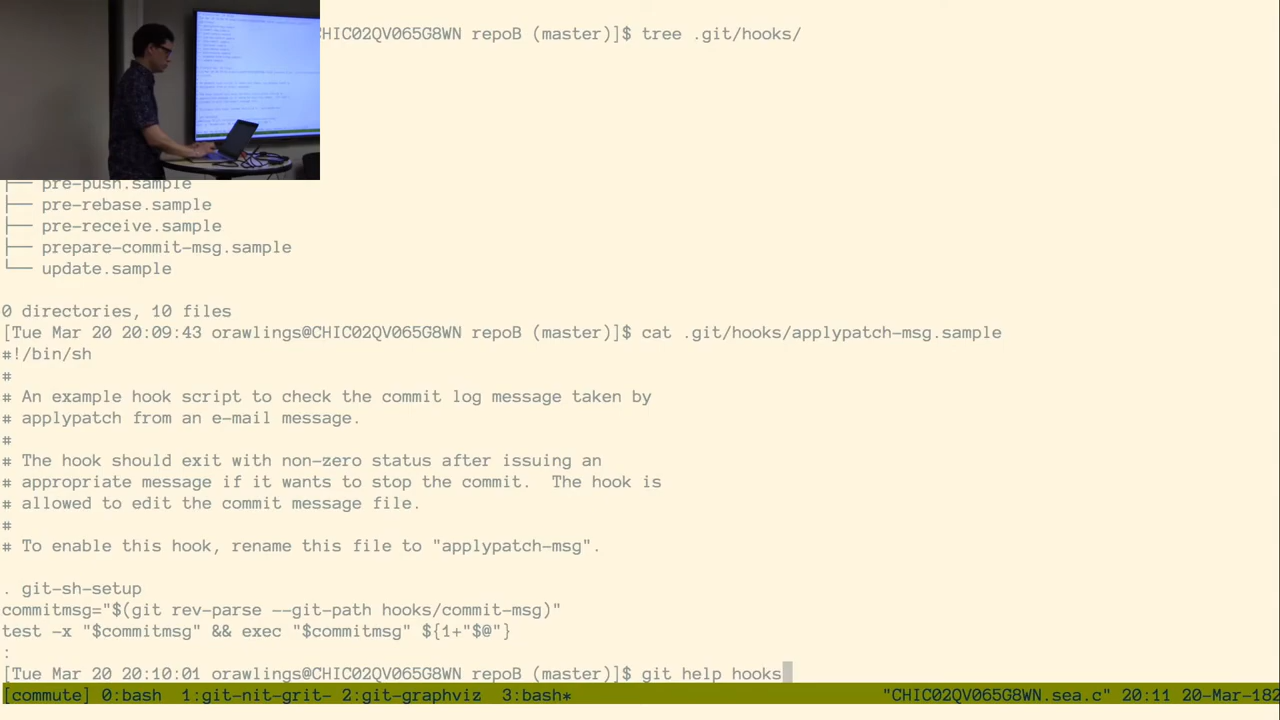 CHIC02QV065G8WN repoB (master)]$ tree .git/hooks/
├── pre-push.sample
├── pre-rebase.sample
├── pre-receive.sample
├── prepare-commit-msg.sample
└── update.sample
0 directories, 10 files
[Tue Mar 20 20:09:43 orawlings@CHIC02QV065G8WN repoB (master)]$ cat .git/hooks/applypatch-msg.sample
#!/bin/sh
#
# An example hook script to check the commit log message taken by
# applypatch from an e-mail message.
#
# The hook should exit with non-zero status after issuing an
# appropriate message if it wants to stop the commit.  The hook is
# allowed to edit the commit message file.
#
# To enable this hook, rename this file to "applypatch-msg".
. git-sh-setup
commitmsg="$(git rev-parse --git-path hooks/commit-msg)"
test -x "$commitmsg" && exec "$commitmsg" ${1+"$@"}
:
[Tue Mar 20 20:10:01 orawlings@CHIC02QV065G8WN repoB (master)]$ git help hooks
[commute] 0:bash  1:git-nit-grit- 2:git-graphviz  3:bash* "CHIC02QV065G8WN.sea.c" 20:11 20-Mar-182